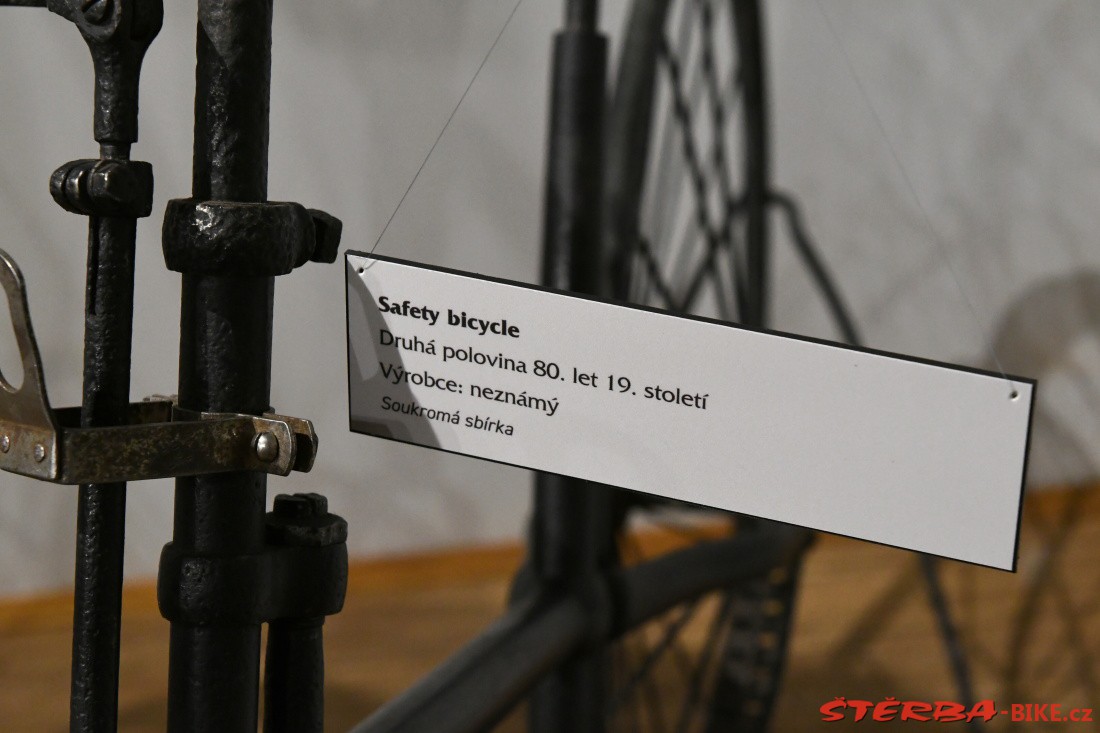 Safety bicycle
Druhá polovina 80. let 19. století
Výrobce: neznámý
Soukromá sbírka
ŠTĚRBA-BIKE.cz